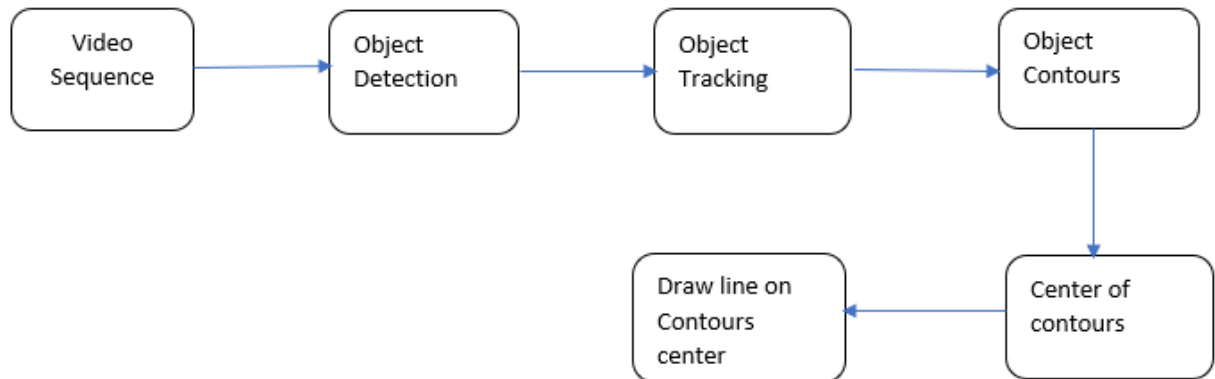 Video
Sequence
Object
Detection
Object
Tracking
Object
Contours
Center of
contours
Draw line on
Contours
center